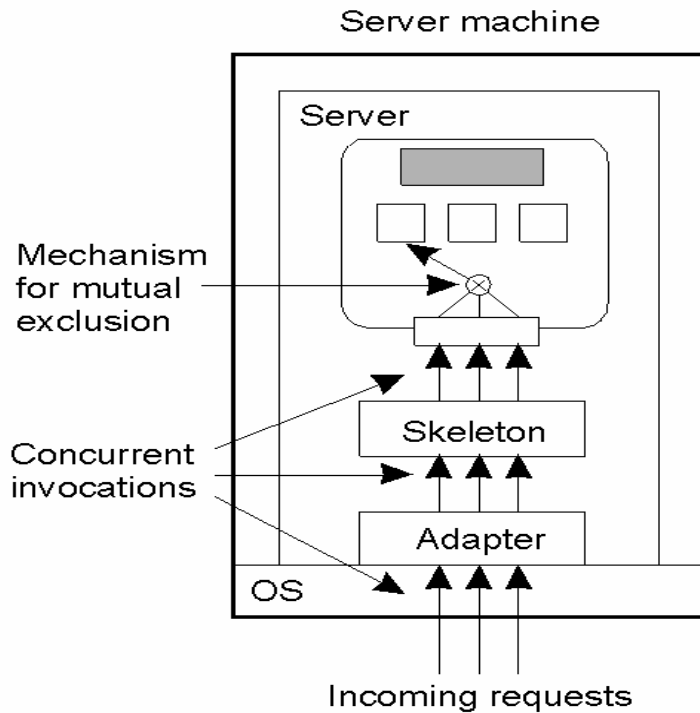 Server machine
Server
Mechanism
for mutual
exclusion
Skeleton
Concurrent
invocations
Adapter
OS
Incoming requests